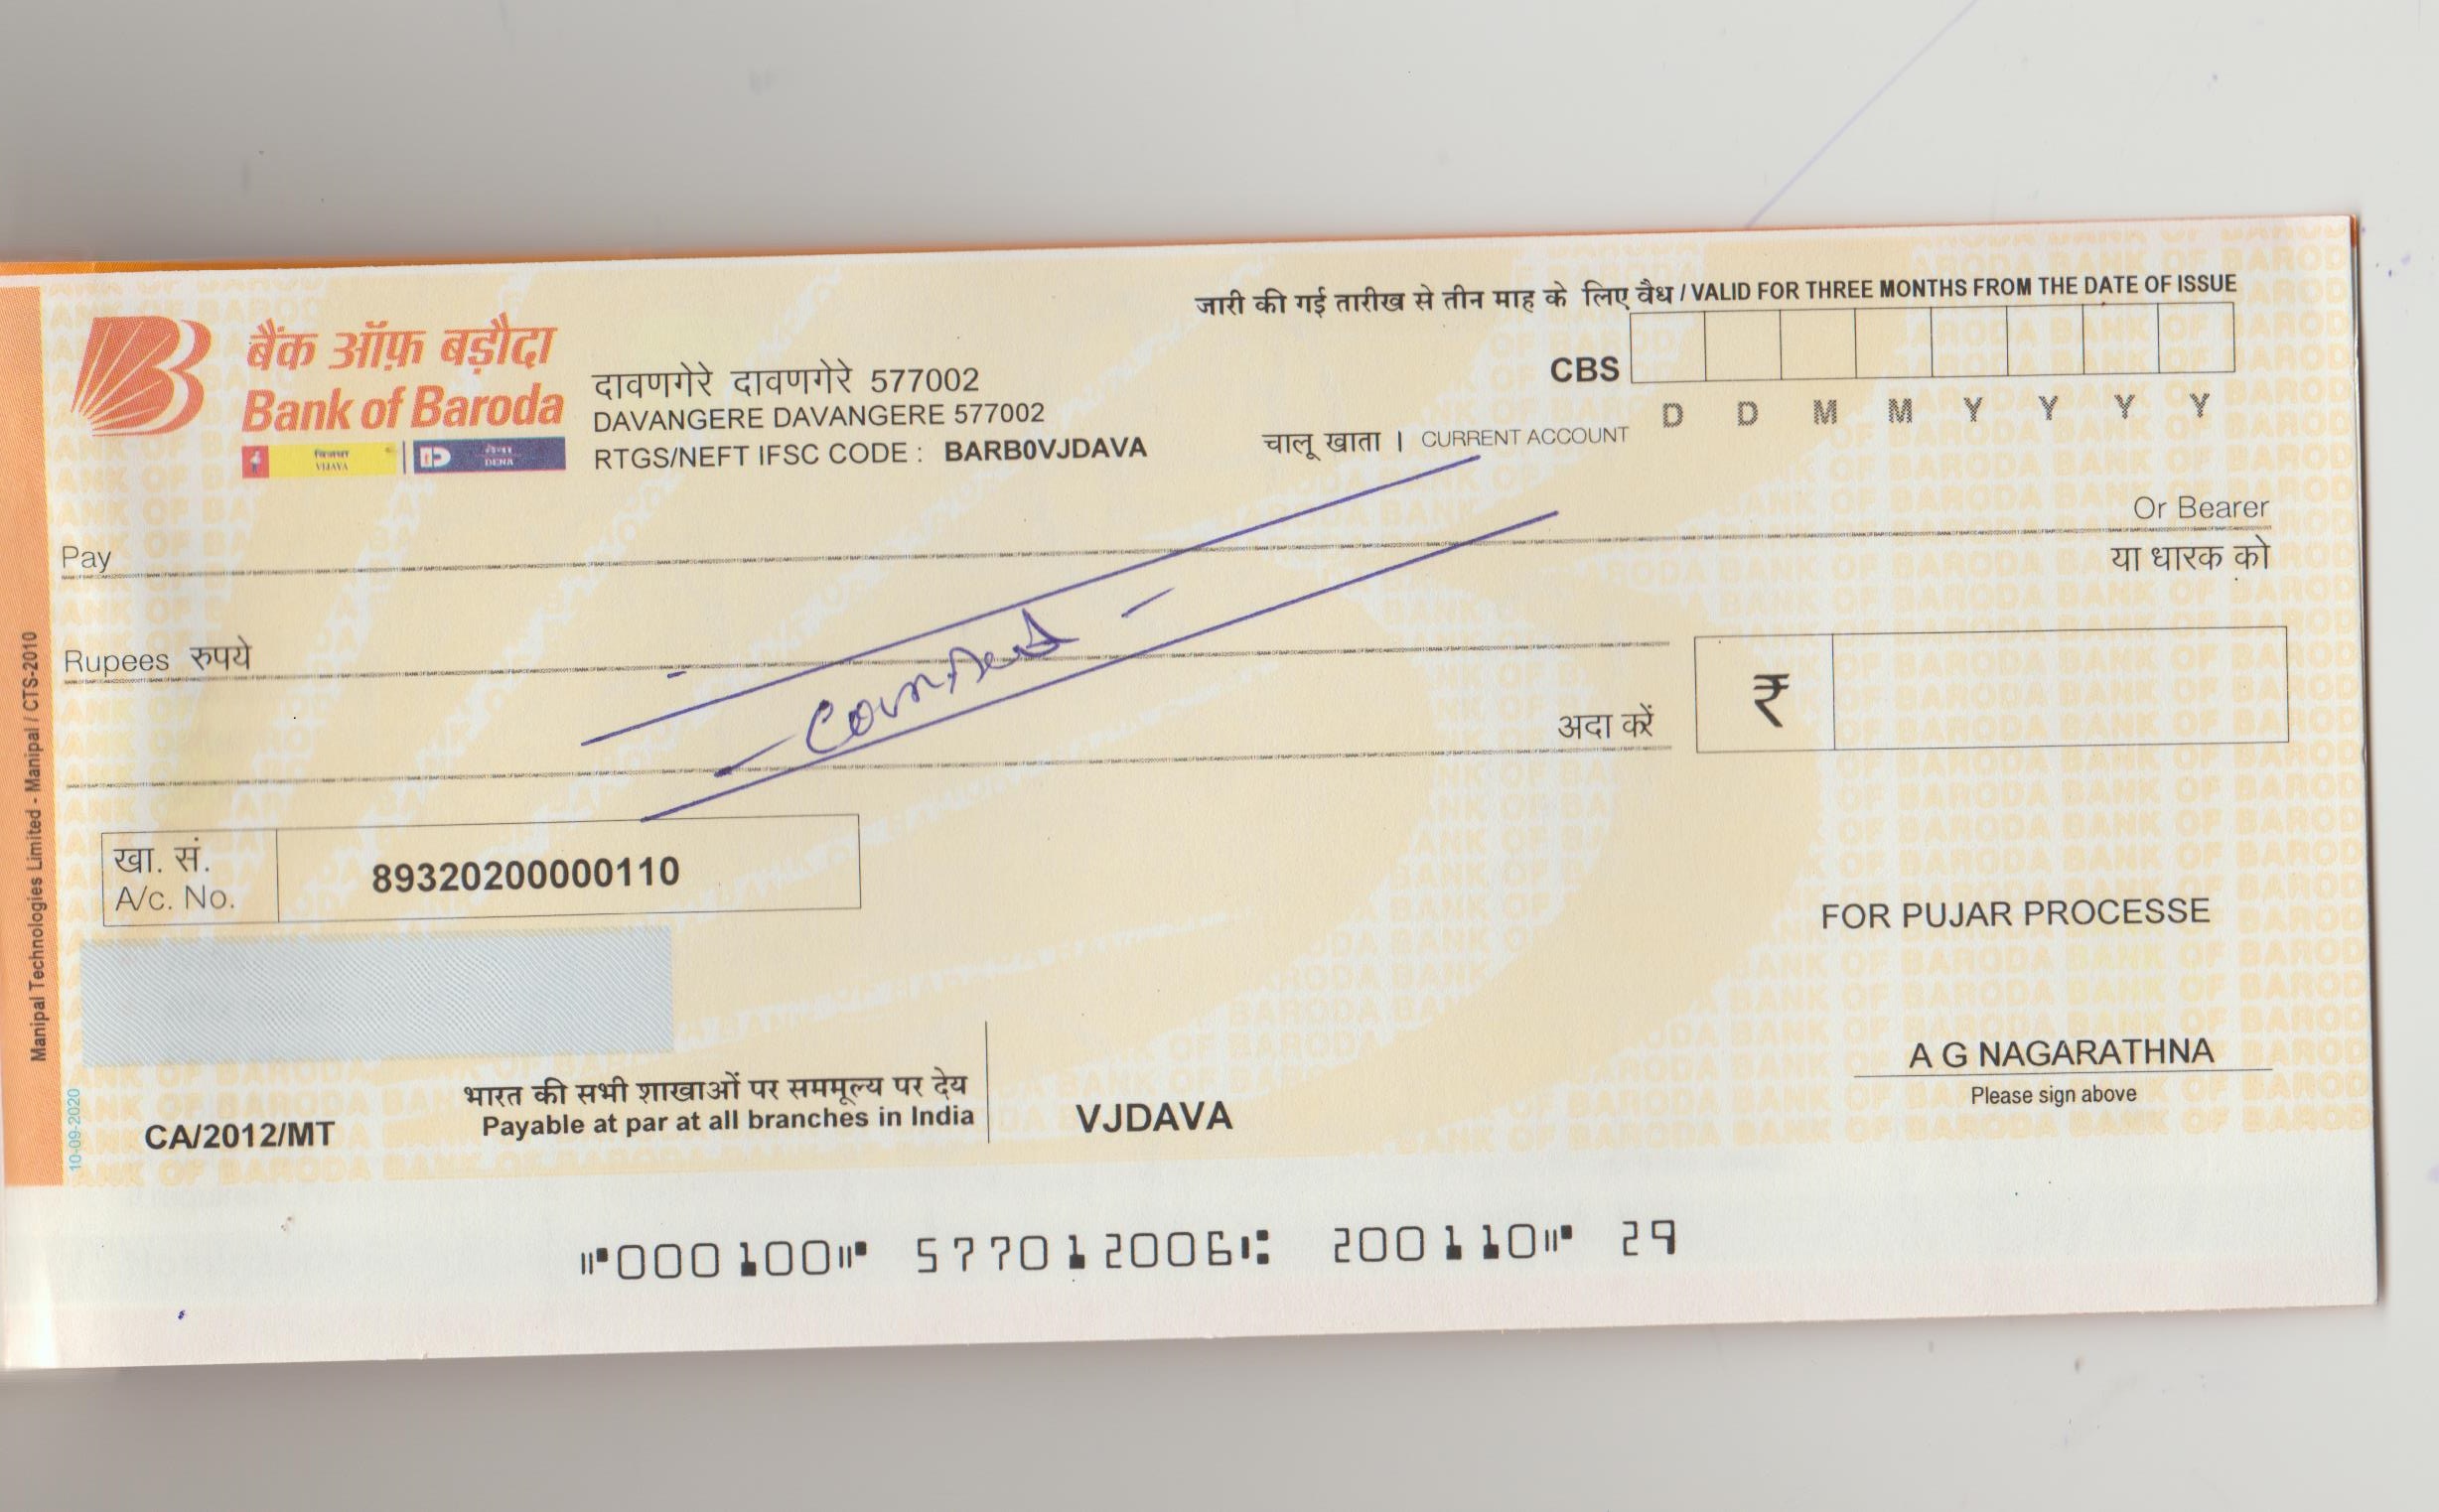 जारी की गई तारीख से तीन माह के लिए वैध / VALID FOR THREE MONTHS FROM THE DATE OF ISSUE
बैंक ऑफ़ बड़ौदा
Bank of Baroda
विजया
VIJAYA
देना
DENA
दावणगेरे दावणगेरे 577002
DAVANGERE DAVANGERE 577002
RTGS/NEFT IFSC CODE : BARB0VJDAVA
चालू खाता । CURRENT ACCOUNT
CBS
D D M M Y Y Y Y
Pay
Or Bearer
या धारक को
Rupees रुपये
अदा करें
₹
खा. सं.
A/c. No.
89320200000110
FOR PUJAR PROCESSE
A G NAGARATHNA
Please sign above
भारत की सभी शाखाओं पर सममूल्य पर देय
Payable at par at all branches in India
CA/2012/MT
VJDAVA
Manipal Technologies Limited - Manipal / CTS-2010
10-09-2020
⑈000100⑈ 577012006⑆ 200110⑈ 29